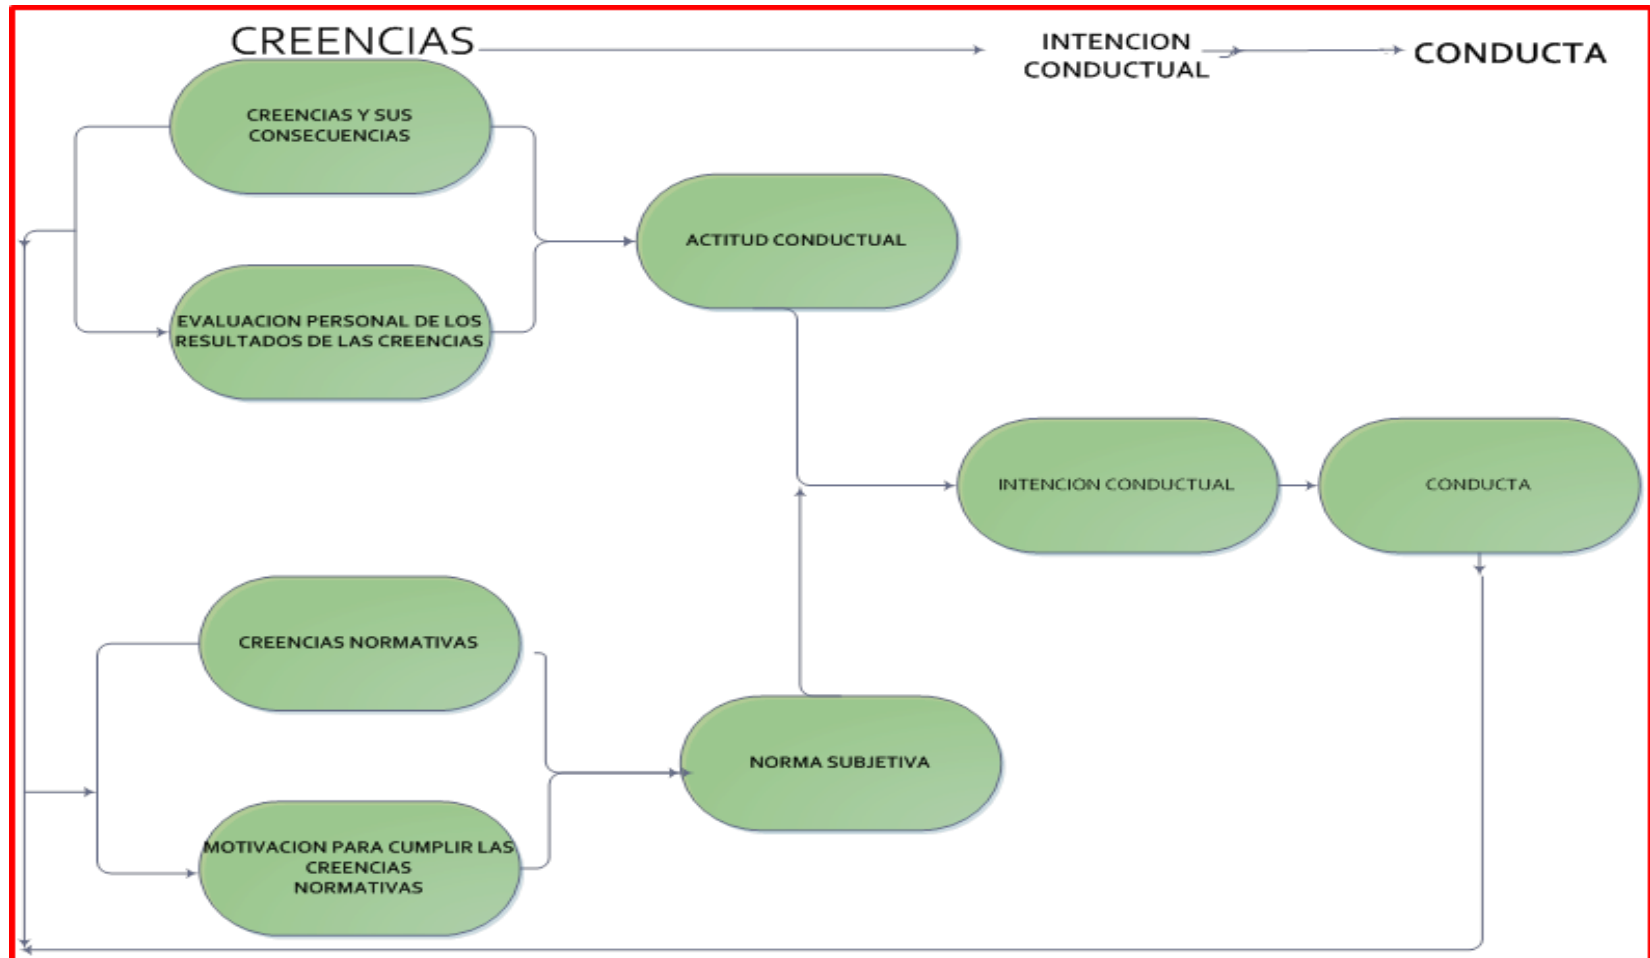 CREENCIAS
INTENCION
CONDUCTUAL
CONDUCTA
CREENCIAS Y SUS
CONSECUENCIAS
ACTITUD CONDUCTUAL
EVALUACION PERSONAL DE LOS
RESULTADOS DE LAS CREENCIAS
INTENCION CONDUCTUAL
CONDUCTA
CREENCIAS NORMATIVAS
NORMA SUBJETIVA
MOTIVACION PARA CUMPLIR LAS
CREENCIAS
NORMATIVAS